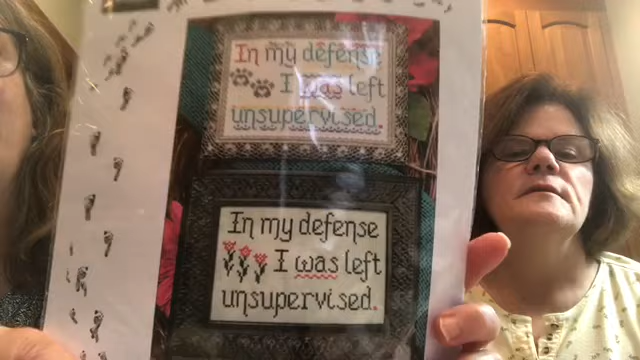 In my defense
I was left
unsupervised.
In my defense
I was left
unsupervised.